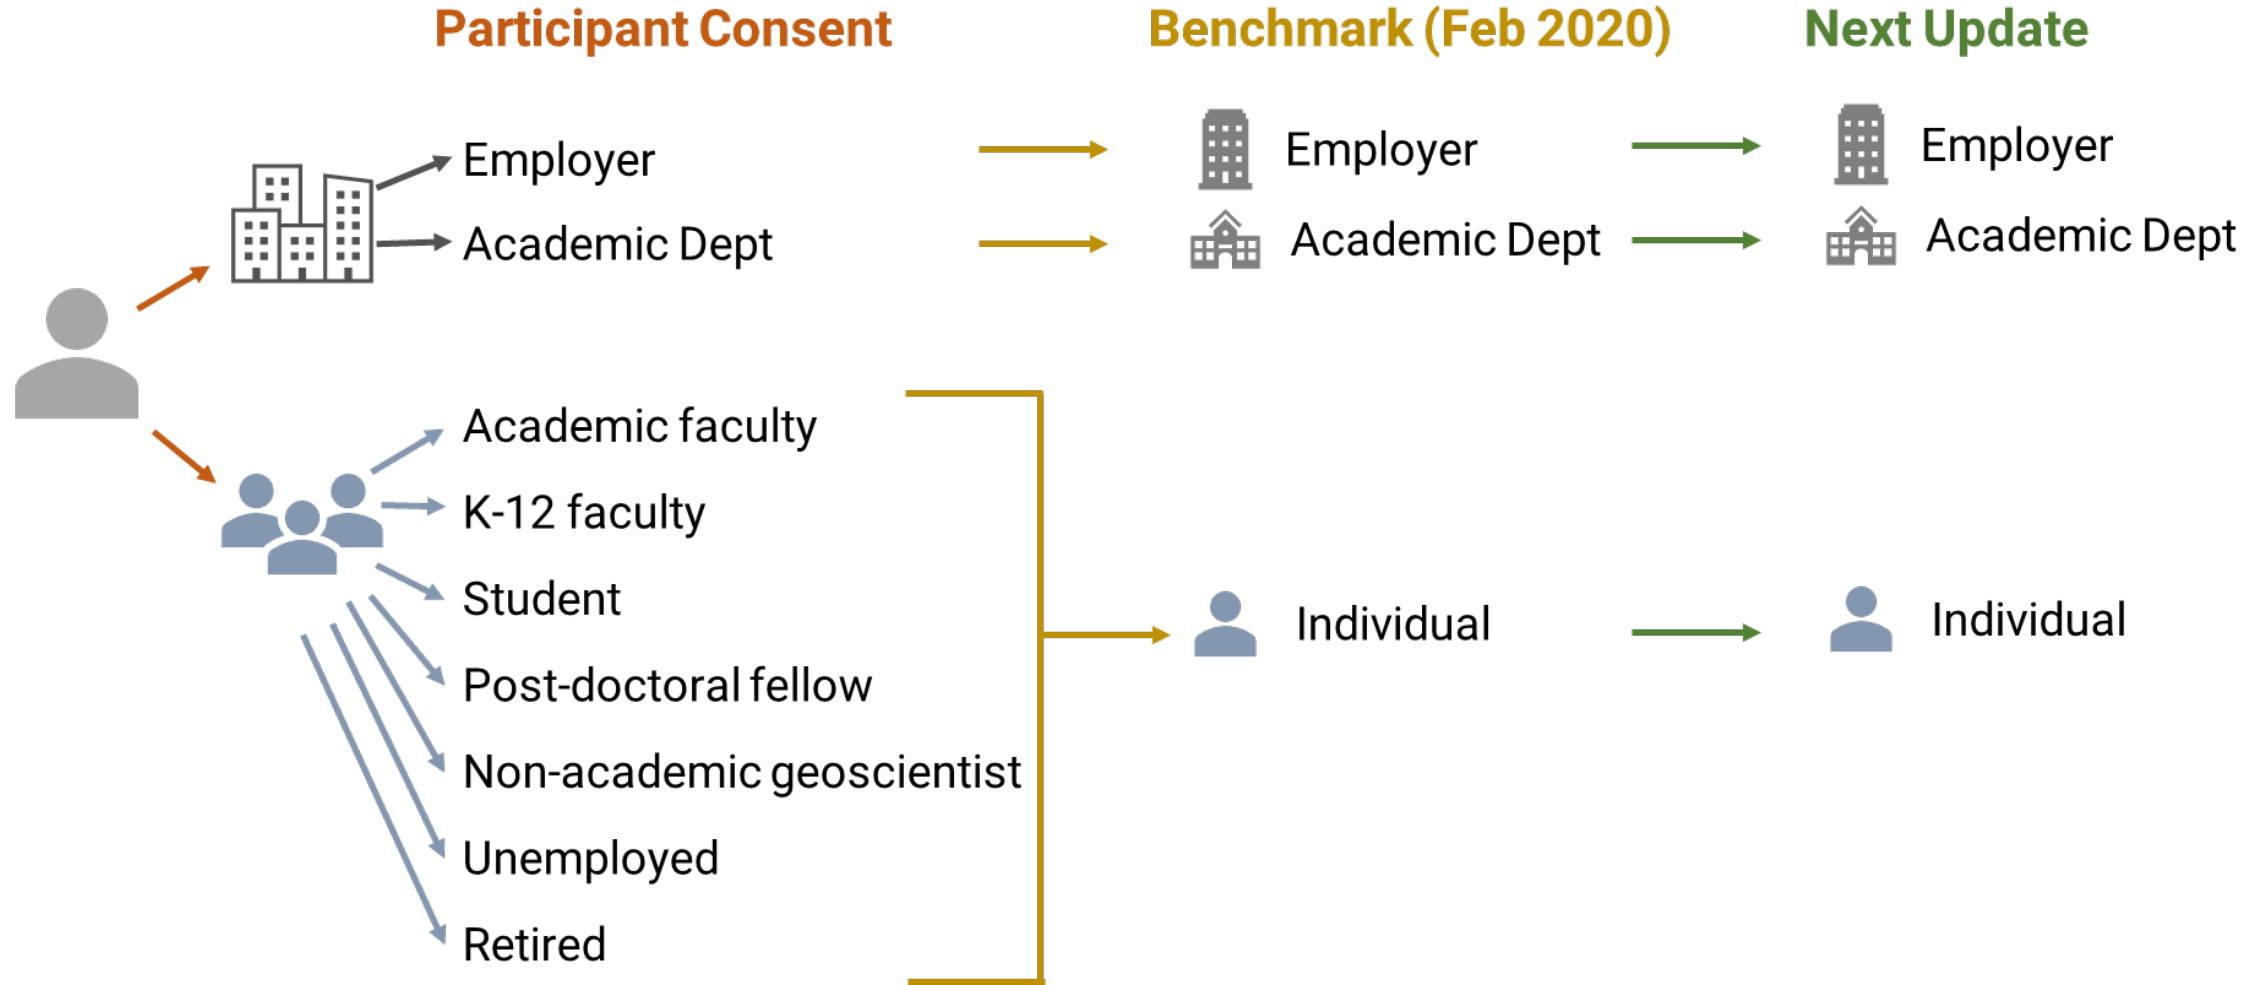 Participant Consent
Benchmark (Feb 2020)
Next Update
Employer
Employer
Employer
Academic Dept
Academic Dept
Academic Dept
Academic faculty
K-12 faculty
Student
Individual
Individual
Post-doctoral fellow
Non-academic geoscientist
Unemployed
Retired